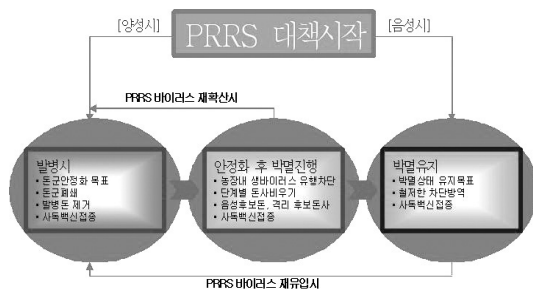 [양성시]
PRRS 대책시작
[음성시]
PRRS 바이러스 재확산시
발병시
• 돈군안정화 목표
• 돈군폐쇄
• 발병돈 제거
• 사독백신접종
안정화 후 박멸진행
• 농장내 생바이러스 유행차단
• 단계별 돈사비우기
• 음성후보돈, 격리 후보돈사
• 사독백신접종
박멸유지
• 박멸상태 유지목표
• 철저한 차단방역
• 사독백신접종
PRRS 바이러스 재유입시